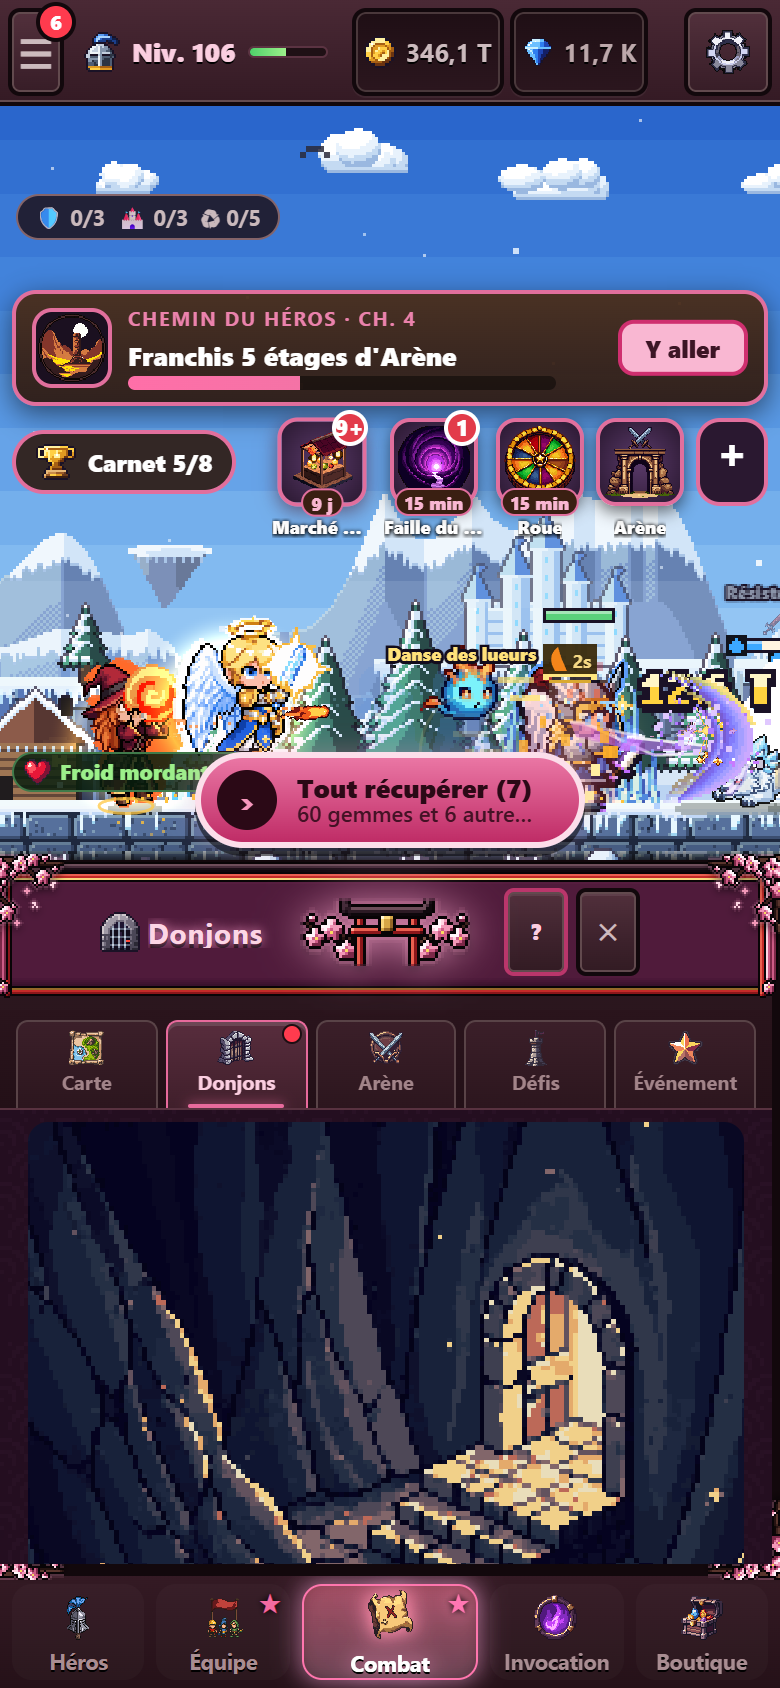 6
Niv. 106
346,1 T
11,7 K
0/3
0/3
0/5
CHEMIN DU HÉROS · CH. 4
Franchis 5 étages d'Arène
Y aller
Carnet 5/8
9+
1
+
9 j
15 min
15 min
Marché ...
Faille du ...
Roue
Arène
Danse des lueurs
2s
Froid mordant
Tout récupérer (7)
60 gemmes et 6 autre...
Donjons
?
×
Carte
Donjons
Arène
Défis
Événement
Héros
Équipe
Combat
Invocation
Boutique